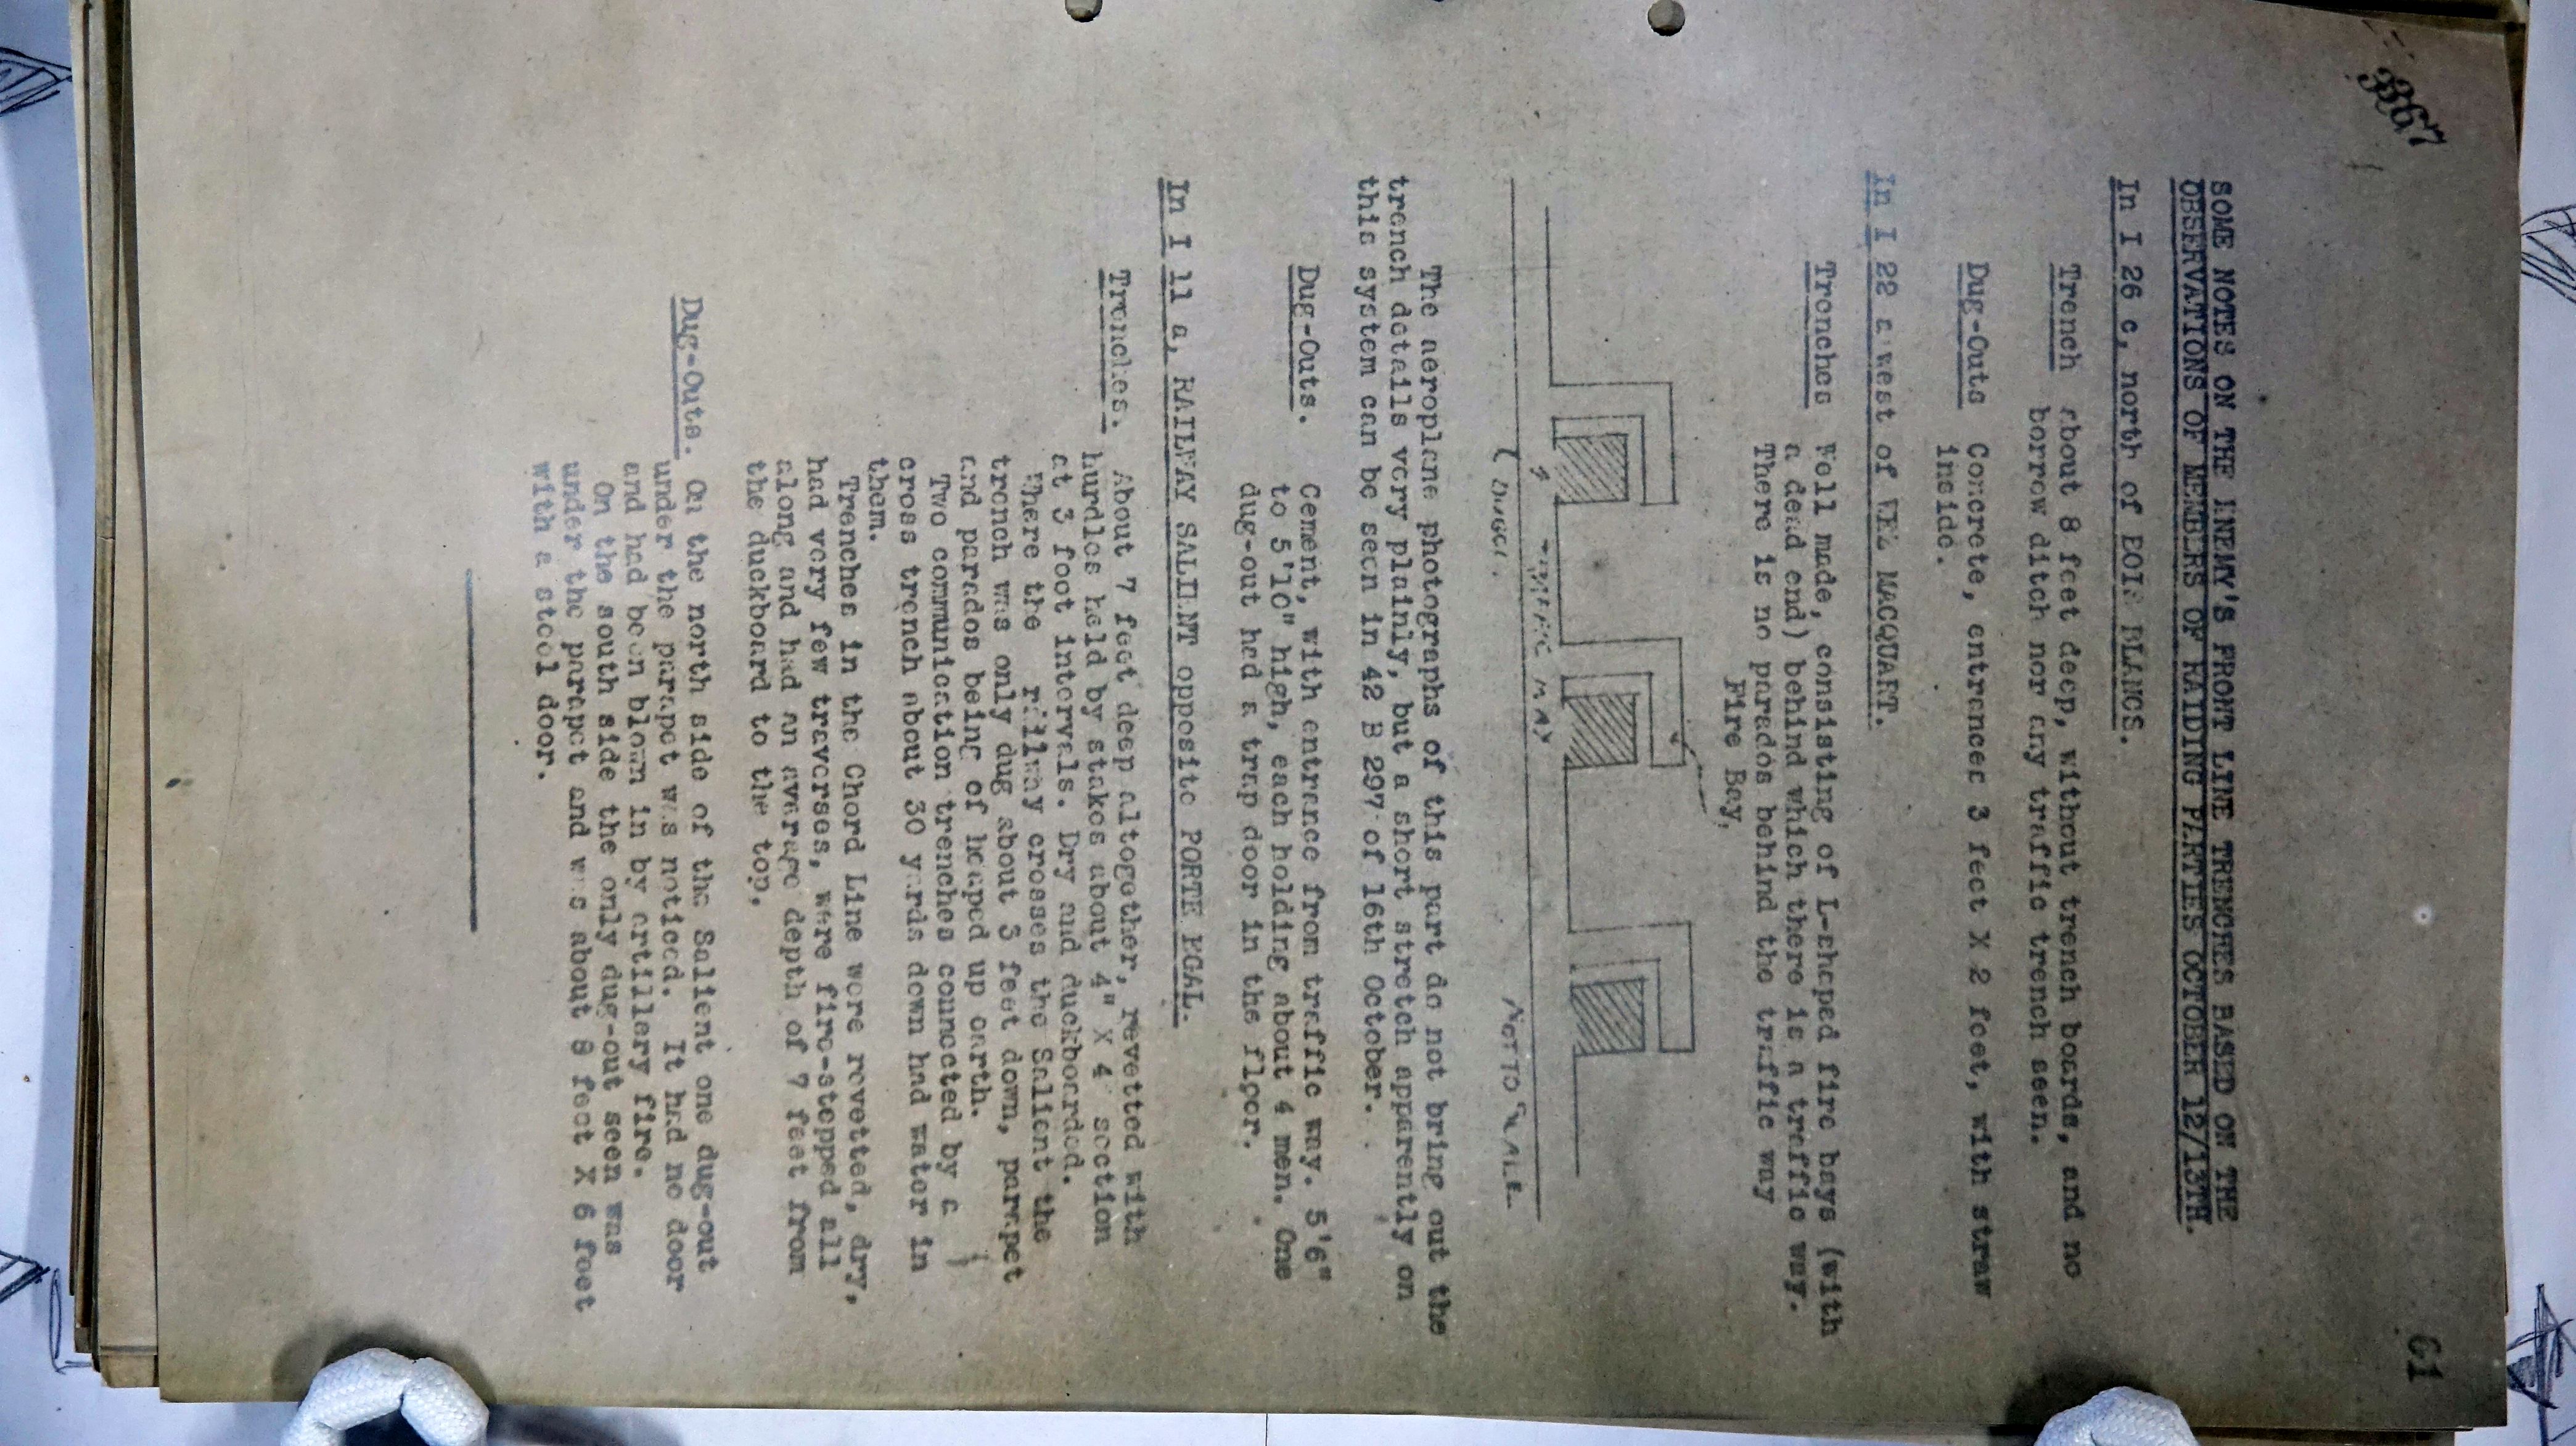 3367
61
SOME NOTES ON THE ENEMY'S FRONT LINE TRENCHES BASED ON THE
OBSERVATIONS OF MEMBERS OF RAIDING PARTIES OCTOBER 12/13TH.
In I 26 c, north of BOIS BLANCS.
Trench About 8 feet deep, without trench boards, and no
borrow ditch nor any traffic trench seen.
Dug-Outs Concrete, entrances 3 feet X 2 feet, with straw
inside.
In I 22 a west of WEZ MACQUART.
Trenches Well made, consisting of L-shaped fire bays (with
a dead end) behind which there is a traffic way.
There is no parados behind the traffic way
Fire Bay,
TRAFFIC WAY
NOT TO SCALE.
The aeroplane photographs of this part do not bring out the
trench details very plainly, but a short stretch apparently on
this system can be seen in 42 B 297 of 16th October.
Dug-Outs. Cement, with entrance from traffic way. 5'6"
to 5'10" high, each holding about 4 men. One
dug-out had a trap door in the floor.
In I 11 a, RAILWAY SALIENT opposite PORTE EGAL.
Trenches. About 7 feet deep altogether, revetted with
hurdles held by stakes about 4" X 4" section
at 3 foot intervals. Dry and duckboarded.
Where the railway crosses the Salient the
trench was only dug about 3 feet down, parapet
and parados being of heaped up earth.
Two communication trenches connected by a
cross trench about 30 yards down had water in
them.
Trenches in the Chord Line were revetted, dry,
had very few traverses, were fire-stepped all
along and had an average depth of 7 feet from
the duckboard to the top.
Dug-Outs. On the north side of the Salient one dug-out
under the parapet was noticed. It had no door
and had been blown in by artillery fire.
On the south side the only dug-out seen was
under the parapet and was about 8 feet X 6 feet
with a steel door.